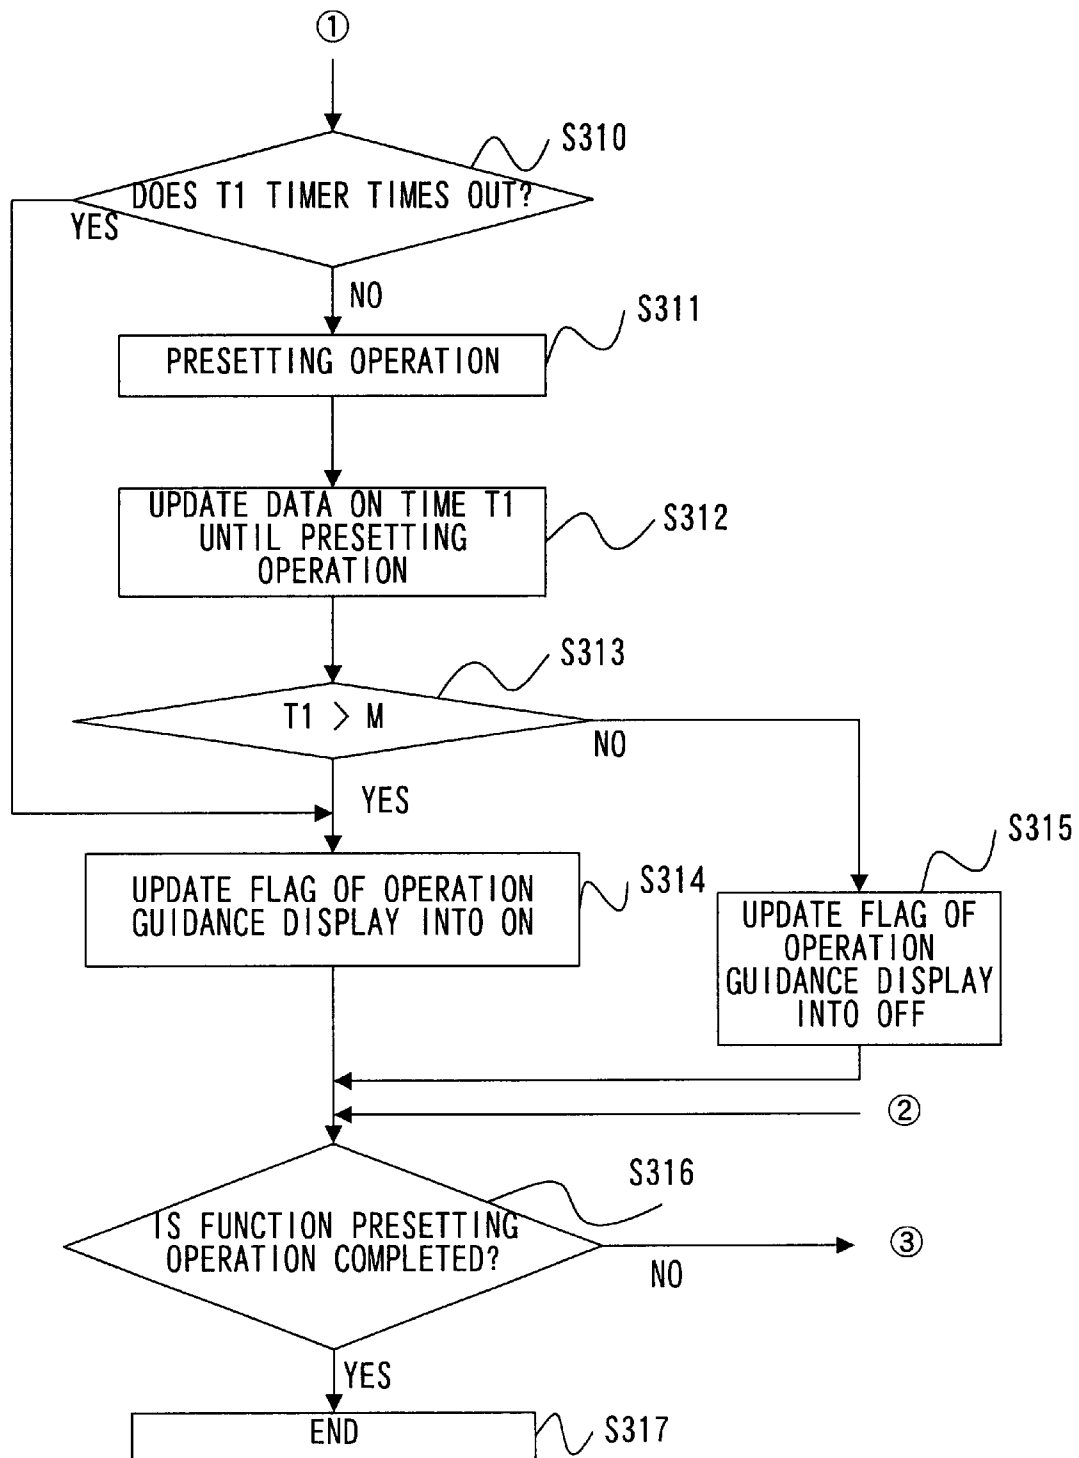 ①
S310
DOES T1 TIMER TIMES OUT?
YES
NO
S311
PRESETTING OPERATION
UPDATE DATA ON TIME T1
UNTIL PRESETTING
OPERATION
S312
S313
T1 > M
NO
YES
S315
S314
UPDATE FLAG OF OPERATION
GUIDANCE DISPLAY INTO ON
UPDATE FLAG OF
OPERATION
GUIDANCE DISPLAY
INTO OFF
②
S316
IS FUNCTION PRESETTING
OPERATION COMPLETED?
③
NO
YES
END
S317